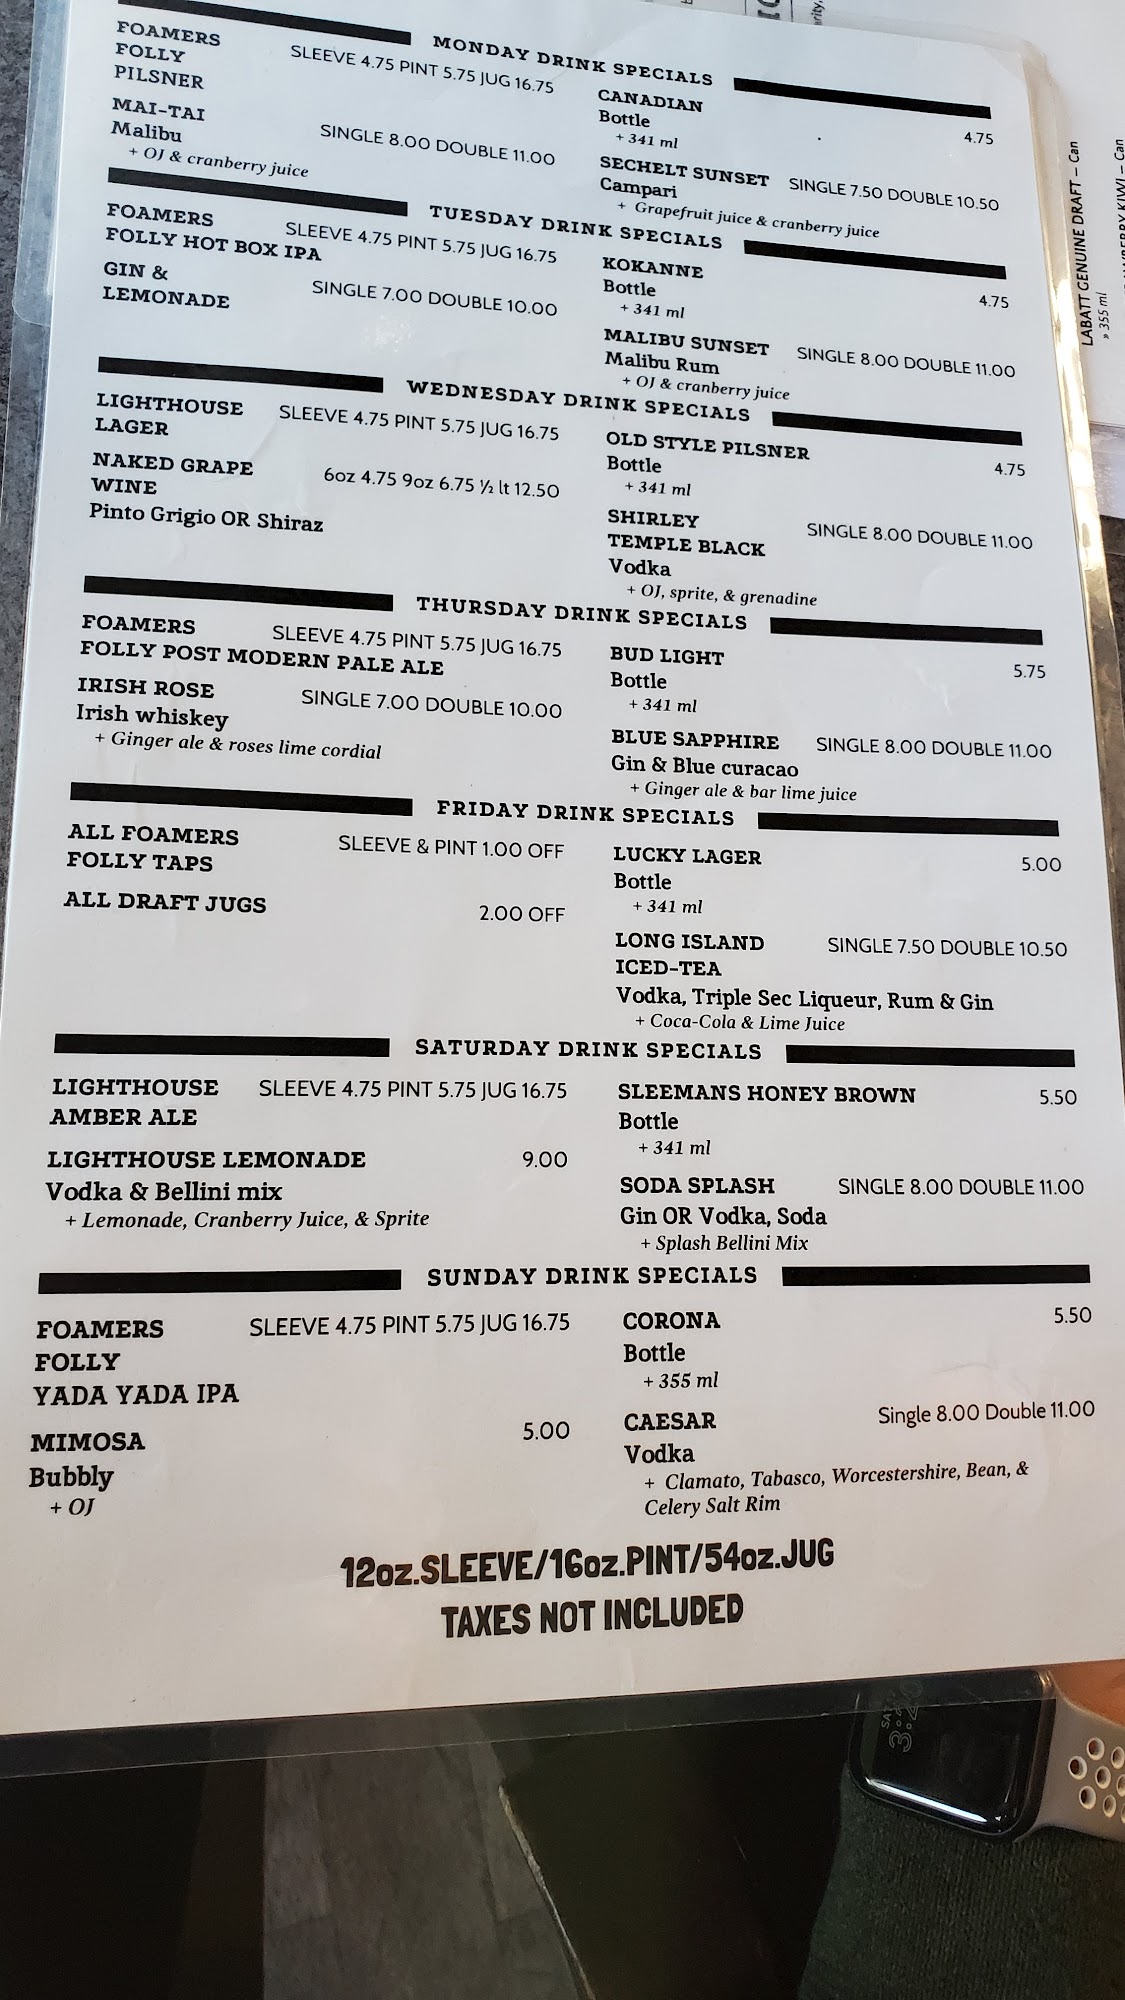 MONDAY DRINK SPECIALS
FOAMERS SLEEVE 4.75 PINT 5.75 JUG 16.75
FOLLY
PILSNER
MAI-TAI SINGLE 8.00 DOUBLE 11.00
Malibu
+ OJ & cranberry juice
CANADIAN 4.75
Bottle
+ 341 ml
SECHELT SUNSET SINGLE 7.50 DOUBLE 10.50
Campari
+ Grapefruit juice & cranberry juice
TUESDAY DRINK SPECIALS
FOAMERS SLEEVE 4.75 PINT 5.75 JUG 16.75
FOLLY HOT BOX IPA
GIN & SINGLE 7.00 DOUBLE 10.00
LEMONADE
KOKANNE 4.75
Bottle
+ 341 ml
MALIBU SUNSET SINGLE 8.00 DOUBLE 11.00
Malibu Rum
+ OJ & cranberry juice
WEDNESDAY DRINK SPECIALS
LIGHTHOUSE SLEEVE 4.75 PINT 5.75 JUG 16.75
LAGER
NAKED GRAPE 6oz 4.75 9oz 6.75 ½ lt 12.50
WINE
Pinto Grigio OR Shiraz
OLD STYLE PILSNER 4.75
Bottle
+ 341 ml
SHIRLEY SINGLE 8.00 DOUBLE 11.00
TEMPLE BLACK
Vodka
+ OJ, sprite, & grenadine
THURSDAY DRINK SPECIALS
FOAMERS SLEEVE 4.75 PINT 5.75 JUG 16.75
FOLLY POST MODERN PALE ALE
IRISH ROSE SINGLE 7.00 DOUBLE 10.00
Irish whiskey
+ Ginger ale & roses lime cordial
BUD LIGHT 5.75
Bottle
+ 341 ml
BLUE SAPPHIRE SINGLE 8.00 DOUBLE 11.00
Gin & Blue curacao
+ Ginger ale & bar lime juice
FRIDAY DRINK SPECIALS
ALL FOAMERS SLEEVE & PINT 1.00 OFF
FOLLY TAPS
ALL DRAFT JUGS 2.00 OFF
LUCKY LAGER 5.00
Bottle
+ 341 ml
LONG ISLAND SINGLE 7.50 DOUBLE 10.50
ICED-TEA
Vodka, Triple Sec Liqueur, Rum & Gin
+ Coca-Cola & Lime Juice
SATURDAY DRINK SPECIALS
LIGHTHOUSE SLEEVE 4.75 PINT 5.75 JUG 16.75
AMBER ALE
LIGHTHOUSE LEMONADE 9.00
Vodka & Bellini mix
+ Lemonade, Cranberry Juice, & Sprite
SLEEMANS HONEY BROWN 5.50
Bottle
+ 341 ml
SODA SPLASH SINGLE 8.00 DOUBLE 11.00
Gin OR Vodka, Soda
+ Splash Bellini Mix
SUNDAY DRINK SPECIALS
FOAMERS SLEEVE 4.75 PINT 5.75 JUG 16.75
FOLLY
YADA YADA IPA
MIMOSA 5.00
Bubbly
+ OJ
CORONA 5.50
Bottle
+ 355 ml
CAESAR Single 8.00 Double 11.00
Vodka
+ Clamato, Tabasco, Worcestershire, Bean, &
Celery Salt Rim
12oz.SLEEVE/16oz.PINT/54oz.JUG
TAXES NOT INCLUDED
LABATT GENUINE DRAFT – Can
» 355 ml
KIWI – Can